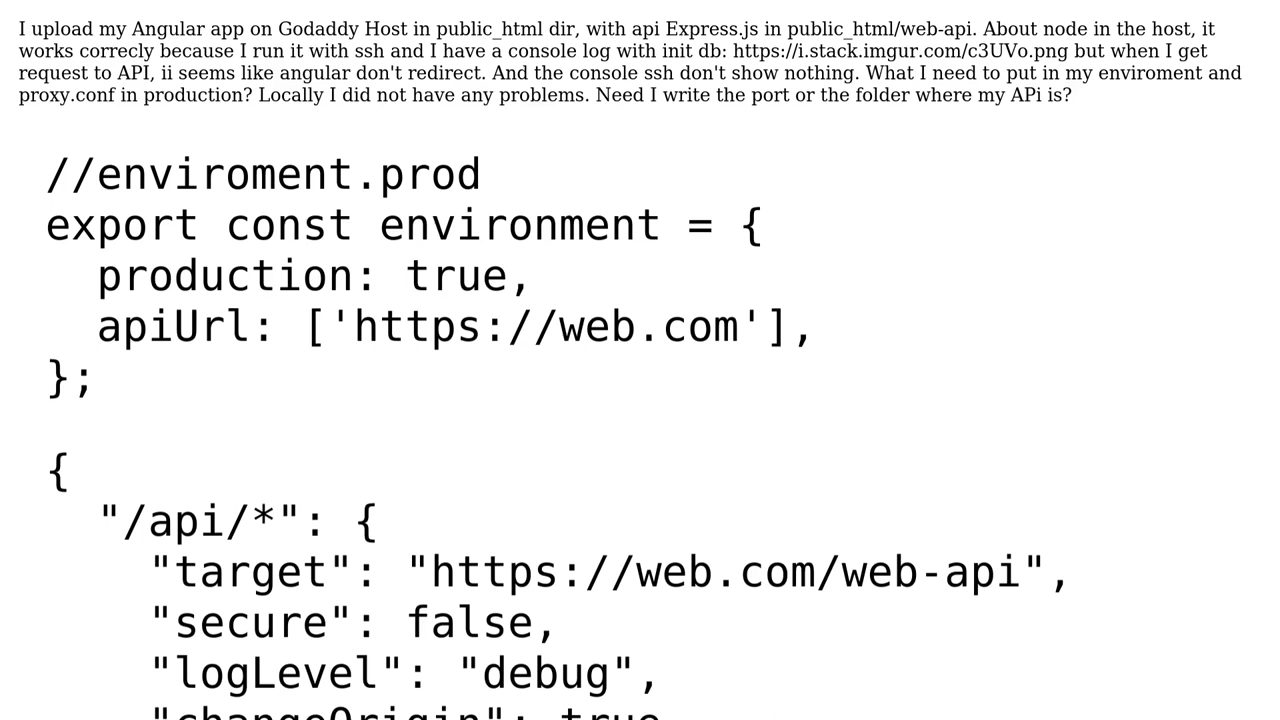 I upload my Angular app on Godaddy Host in public_html dir, with api Express.js in public_html/web-api. About node in the host, it
works correcly because I run it with ssh and I have a console log with init db: https://i.stack.imgur.com/c3UVo.png but when I get
request to API, ii seems like angular don't redirect. And the console ssh don't show nothing. What I need to put in my enviroment and
proxy.conf in production? Locally I did not have any problems. Need I write the port or the folder where my APi is?
//enviroment.prod
export const environment = {
  production: true,
  apiUrl: ['https://web.com'],
};
{
  "/api/*": {
    "target": "https://web.com/web-api",
    "secure": false,
    "logLevel": "debug",
    "changeOrigin": true